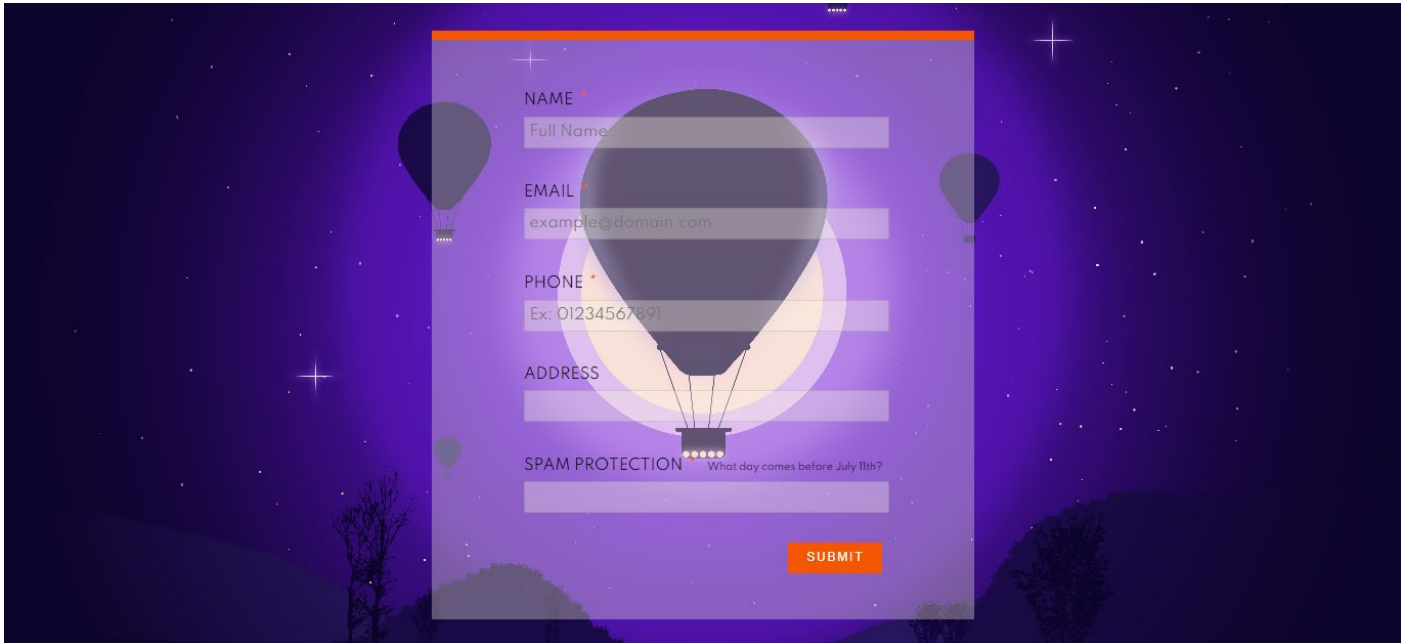 NAME *
Full Name
EMAIL *
example@domain.com
PHONE *
Ex: 01234567891
ADDRESS
SPAM PROTECTION * What day comes before July 11th?
SUBMIT